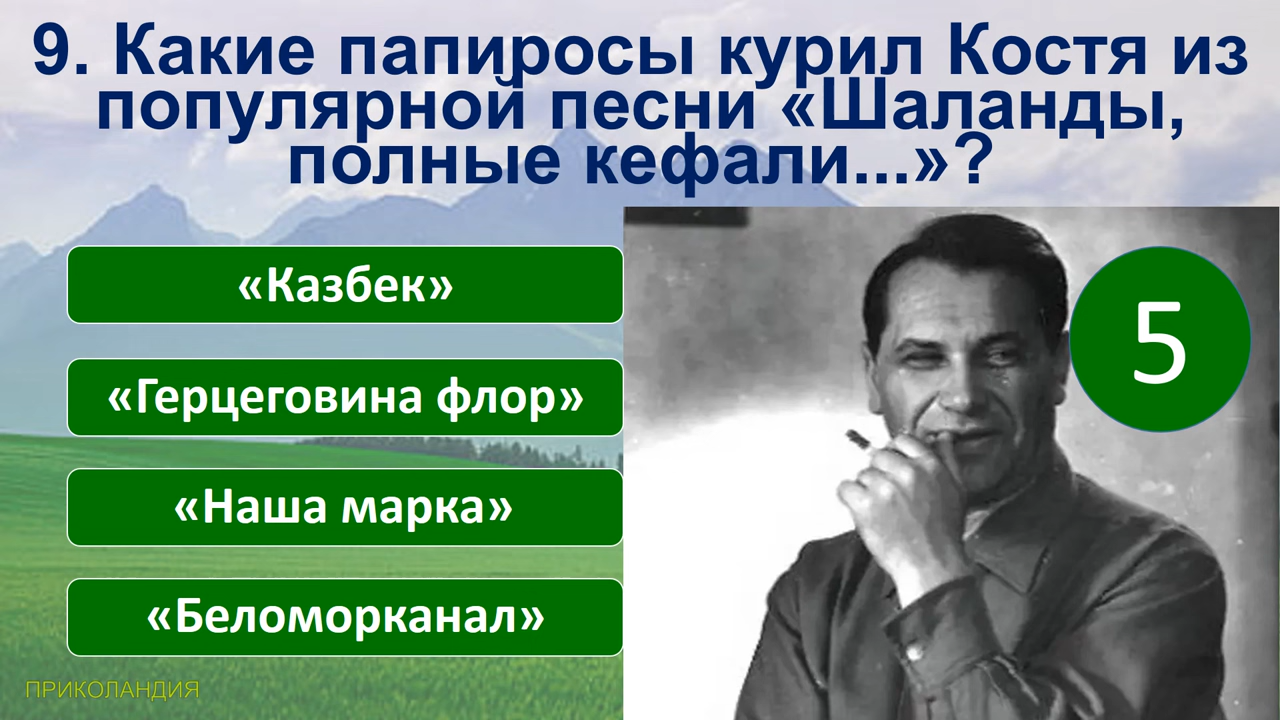 9. Какие папиросы курил Костя из
популярной песни «Шаланды,
полные кефали...»?
«Казбек»
5
«Герцеговина флор»
«Наша марка»
«Беломорканал»
ПРИКОЛАНДИЯ